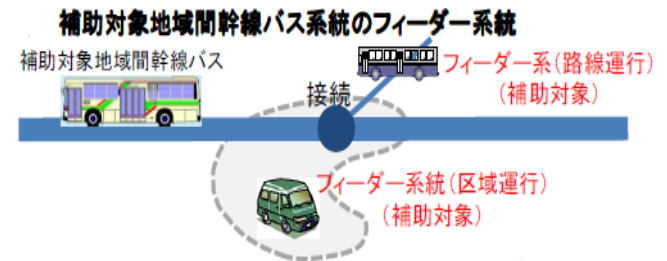 補助対象地域間幹線バス系統のフィーダー系統
補助対象地域間幹線バス
接続
フィーダー系(路線運行)
(補助対象)
フィーダー系統(区域運行)
(補助対象)